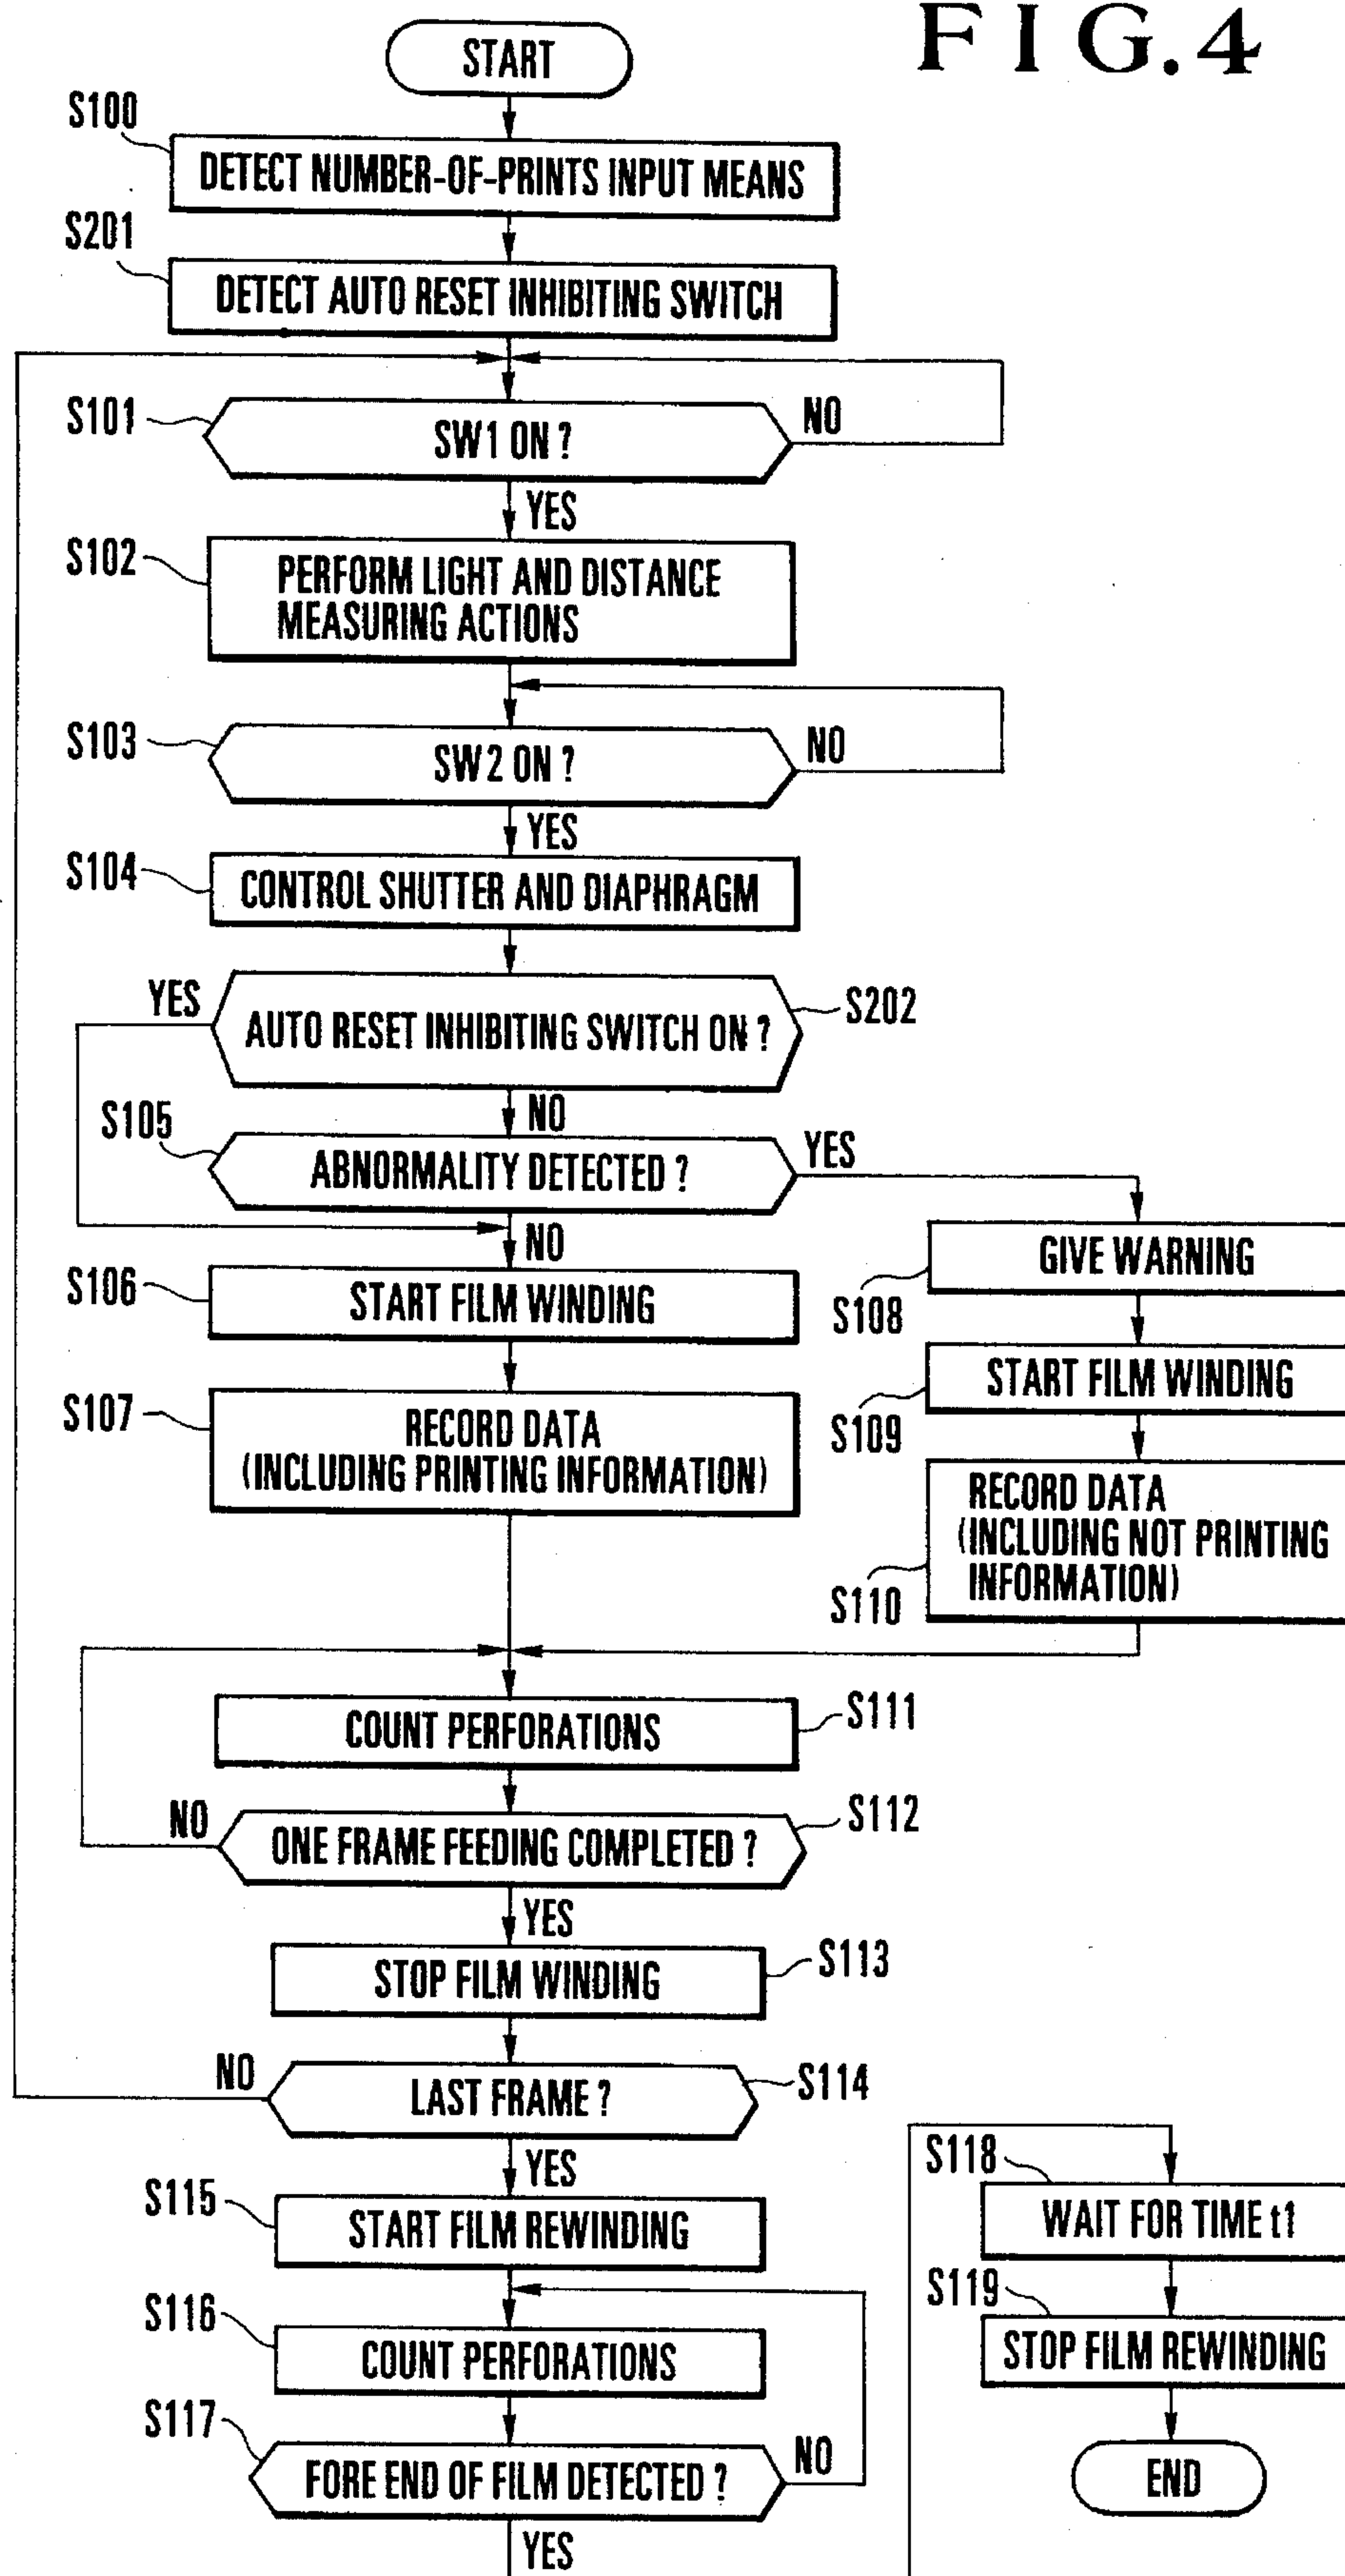 FIG.4
START
S100
DETECT NUMBER-OF-PRINTS INPUT MEANS
S201
DETECT AUTO RESET INHIBITING SWITCH
S101
SW1 ON ?
NO
YES
S102
PERFORM LIGHT AND DISTANCE
MEASURING ACTIONS
S103
SW2 ON ?
NO
YES
S104
CONTROL SHUTTER AND DIAPHRAGM
YES
AUTO RESET INHIBITING SWITCH ON ?
S202
NO
S105
ABNORMALITY DETECTED ?
YES
NO
S106
START FILM WINDING
GIVE WARNING
S108
S107
RECORD DATA
(INCLUDING PRINTING INFORMATION)
START FILM WINDING
S109
RECORD DATA
(INCLUDING NOT PRINTING
INFORMATION)
S110
COUNT PERFORATIONS
S111
NO
ONE FRAME FEEDING COMPLETED ?
S112
YES
STOP FILM WINDING
S113
NO
LAST FRAME ?
S114
YES
S115
START FILM REWINDING
S116
COUNT PERFORATIONS
S117
FORE END OF FILM DETECTED ?
NO
YES
S118
WAIT FOR TIME t1
S119
STOP FILM REWINDING
END